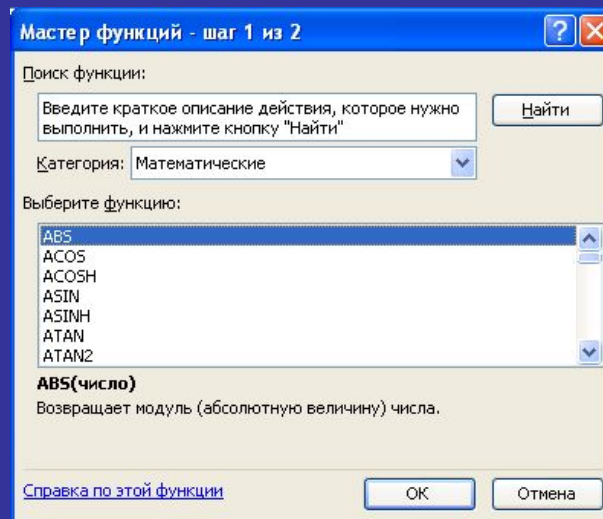 Мастер функций - шаг 1 из 2
Поиск функции:
Введите краткое описание действия, которое нужно
выполнить, и нажмите кнопку "Найти"
Найти
Категория: Математические
Выберите функцию:
ABS
ACOS
ACOSH
ASIN
ASINH
ATAN
ATAN2
ABS(число)
Возвращает модуль (абсолютную величину) числа.
Справка по этой функции
ОК
Отмена